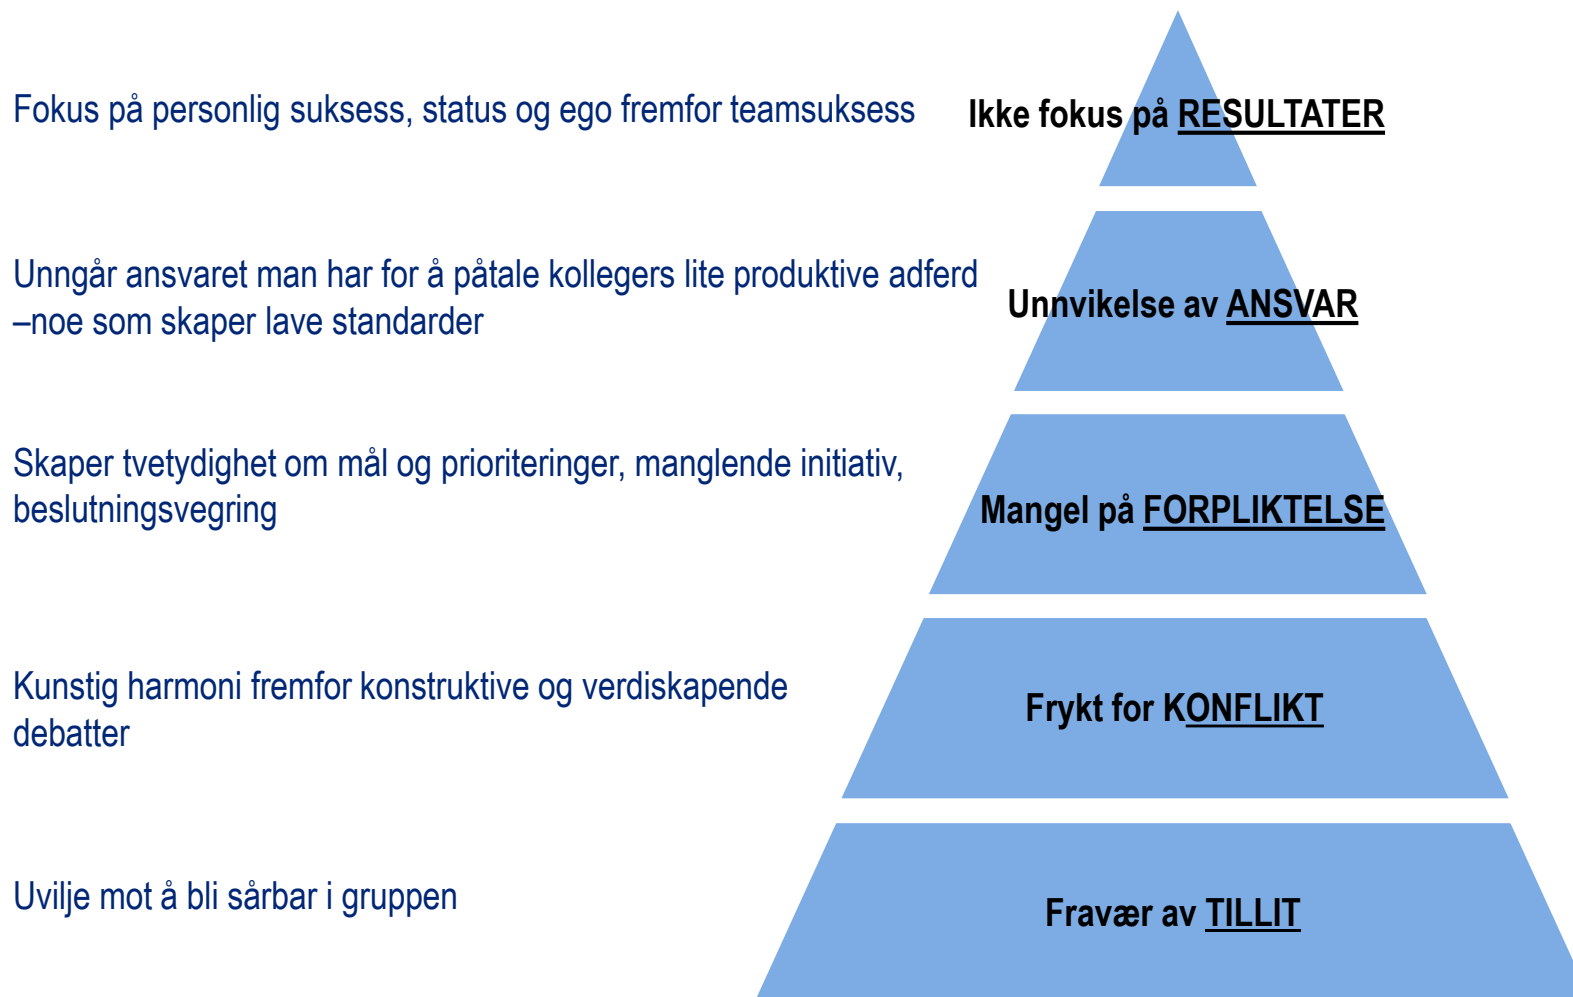 Fokus på personlig suksess, status og ego fremfor teamsuksess
Ikke fokus på RESULTATER
Unngår ansvaret man har for å påtale kollegers lite produktive adferd
–noe som skaper lave standarder
Unnvikelse av ANSVAR
Skaper tvetydighet om mål og prioriteringer, manglende initiativ,
beslutningsvegring
Mangel på FORPLIKTELSE
Kunstig harmoni fremfor konstruktive og verdiskapende
debatter
Frykt for KONFLIKT
Uvilje mot å bli sårbar i gruppen
Fravær av TILLIT